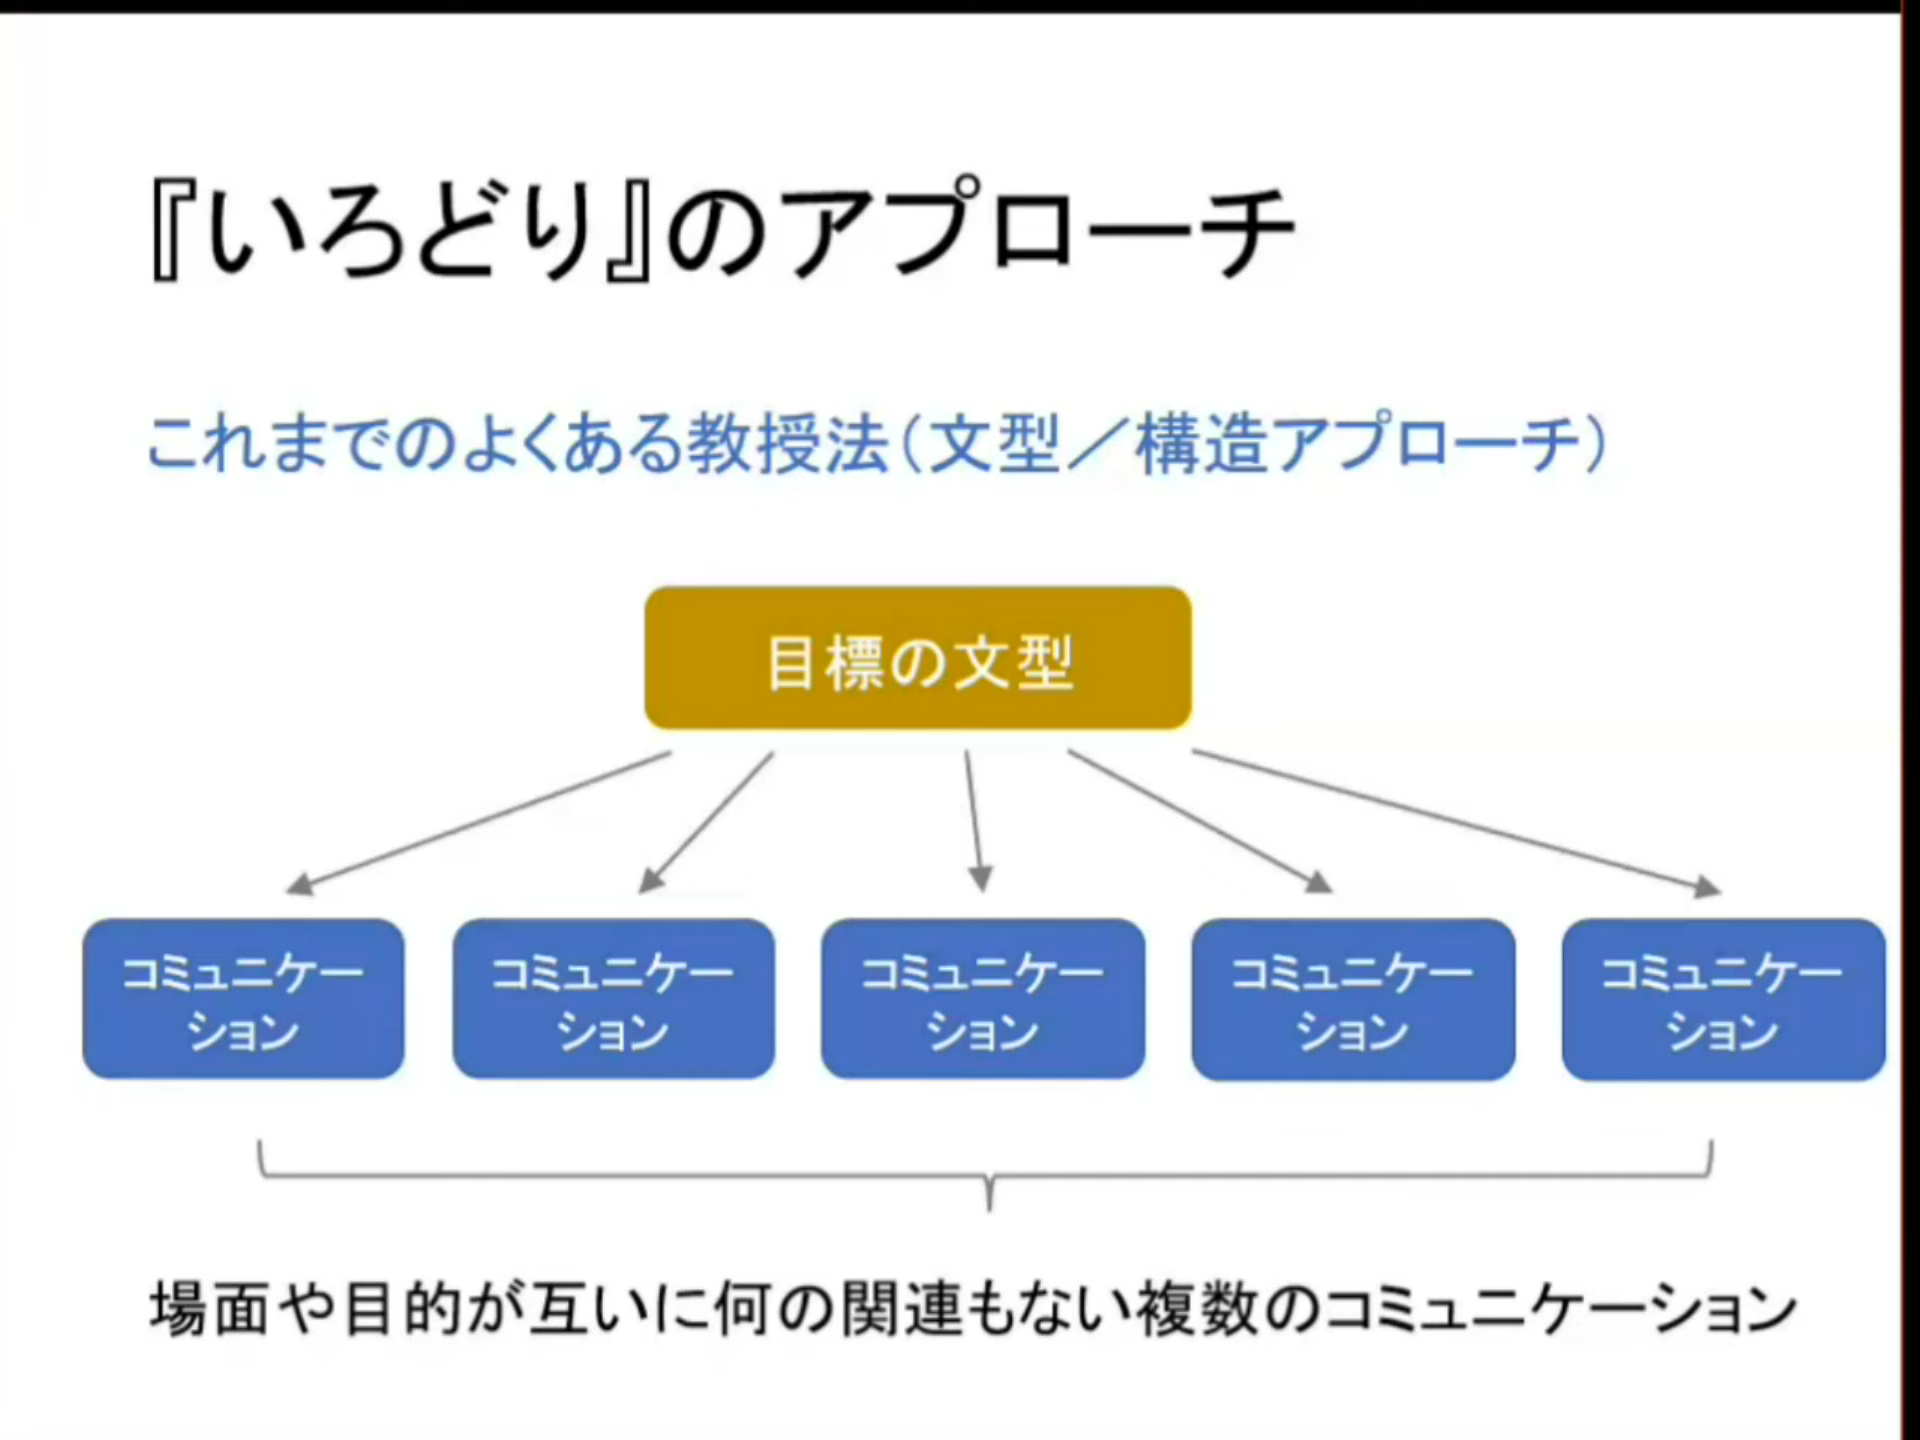 『いろどり』のアプローチ
これまでのよくある教授法（文型／構造アプローチ）
目標の文型
コミュニケー
ション
コミュニケー
ション
コミュニケー
ション
コミュニケー
ション
コミュニケー
ション
場面や目的が互いに何の関連もない複数のコミュニケーション